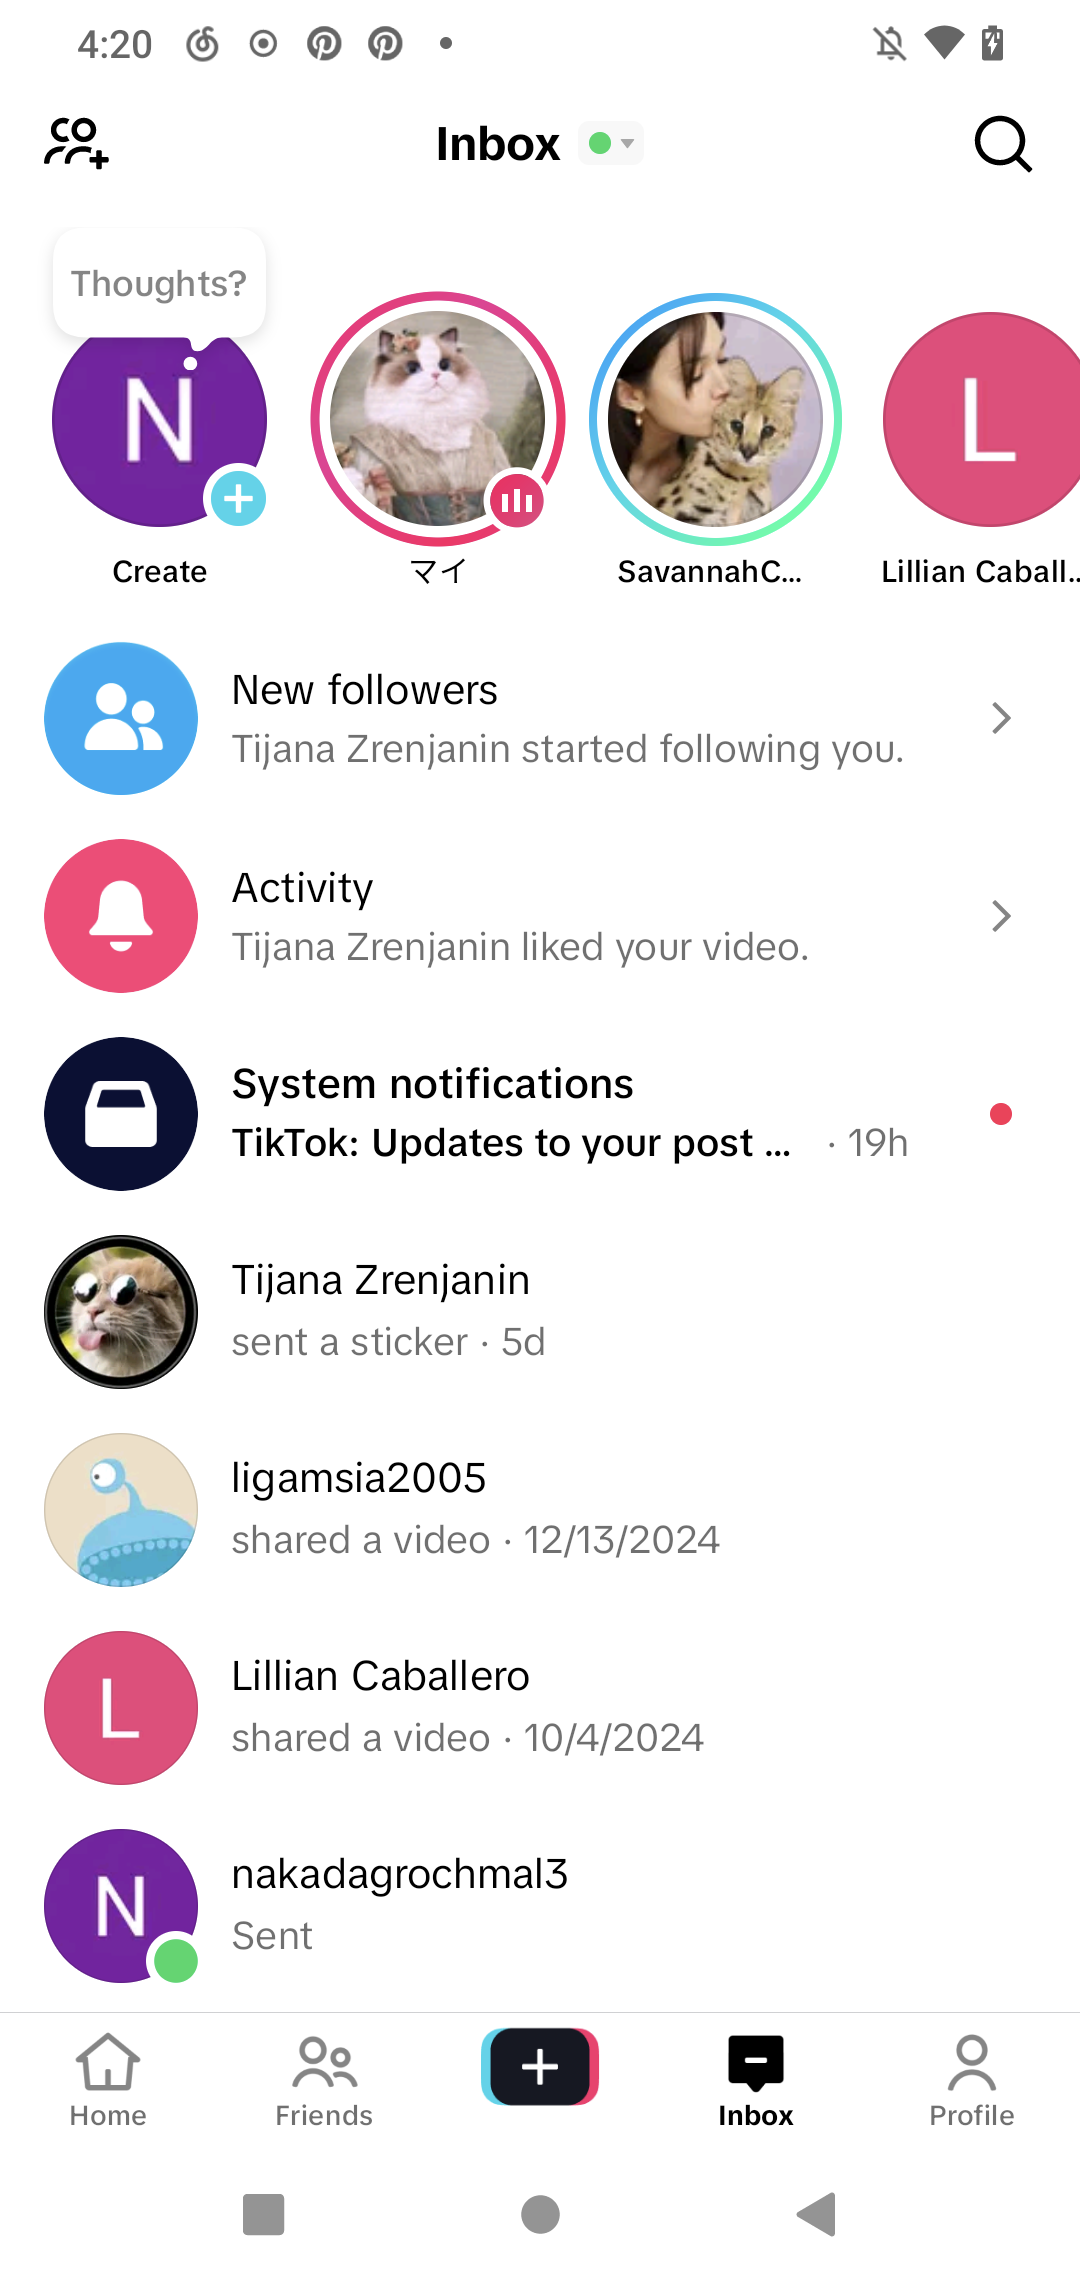 4:20
Inbox
Thoughts?
N
L
Create
マイ
SavannahC...
Lillian Caball..
New followers
Tijana Zrenjanin started following you.
Activity
Tijana Zrenjanin liked your video.
System notifications
TikTok: Updates to your post ... · 19h
Tijana Zrenjanin
sent a sticker · 5d
ligamsia2005
shared a video · 12/13/2024
L
Lillian Caballero
shared a video · 10/4/2024
N
nakadagrochmal3
Sent
Home
Friends
Inbox
Profile